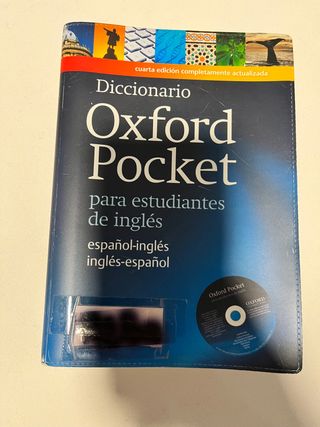 cuarta edición completamente actualizada
Diccionario
Oxford
Pocket
para estudiantes
de inglés
español-inglés
inglés-español
Oxford Pocket
OXFORD